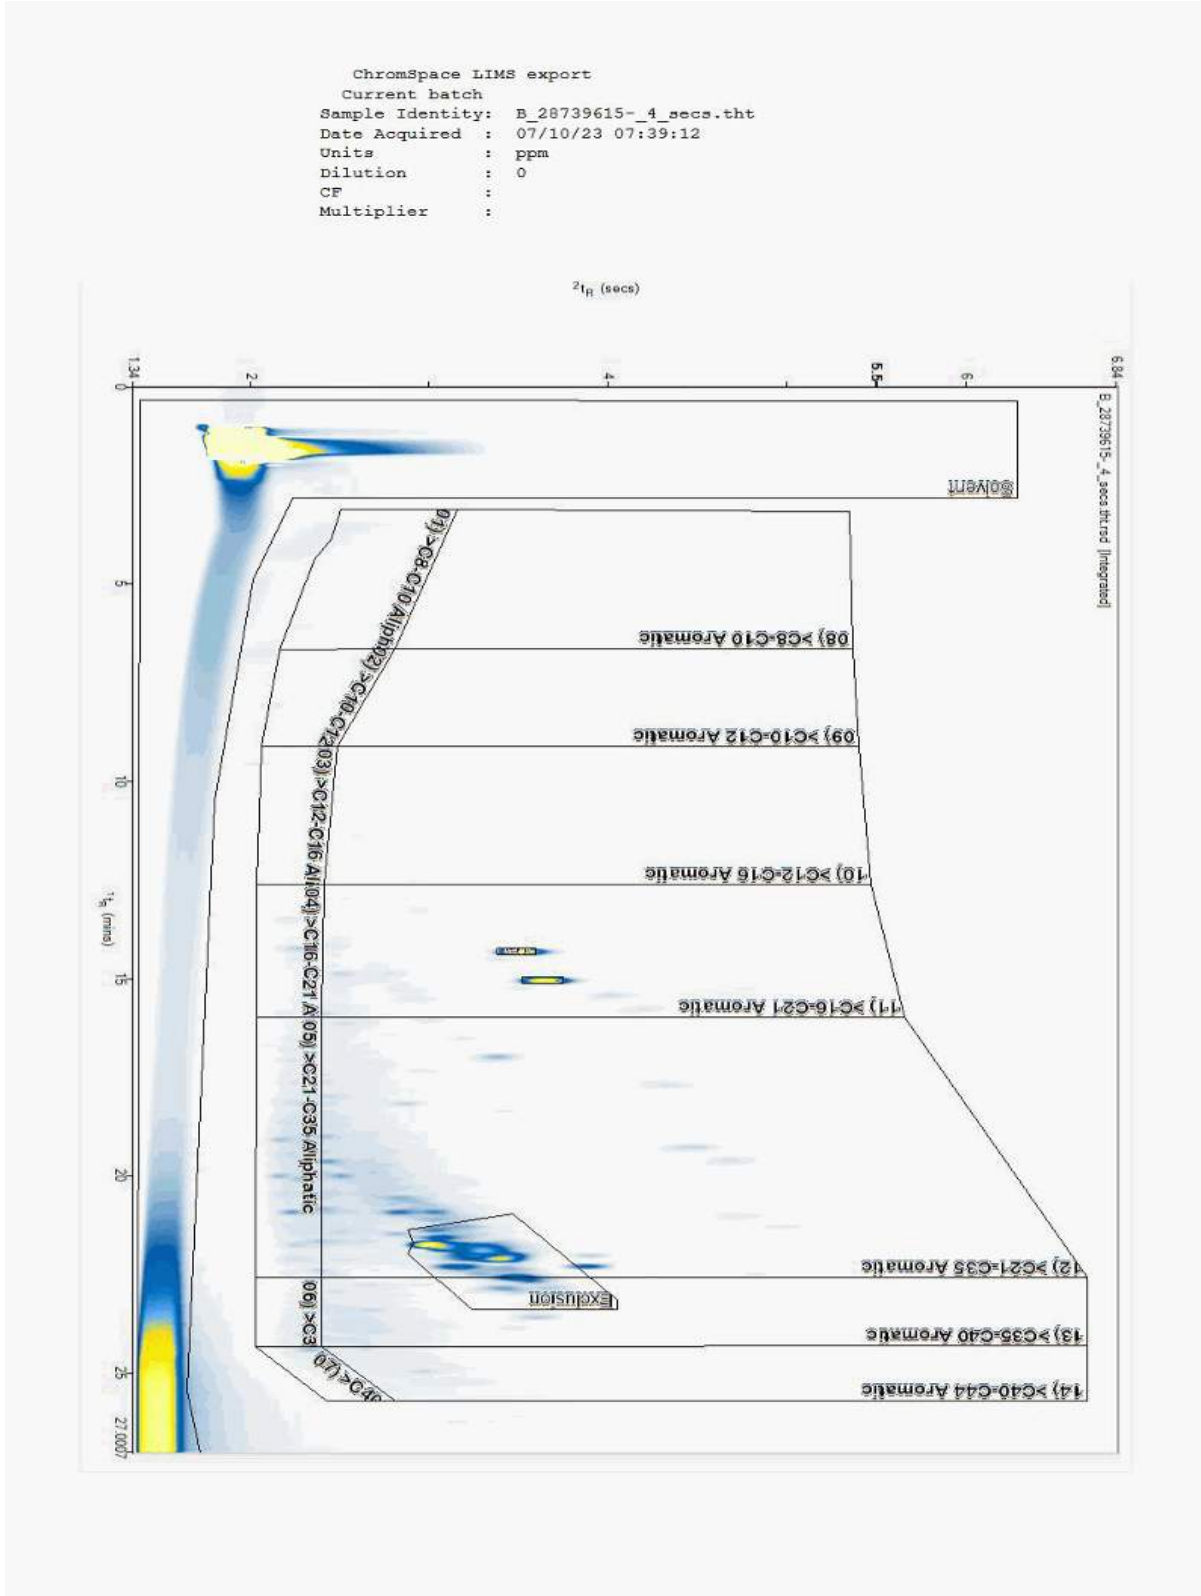 ChromSpace LIMS export
Current batch
Sample Identity: B_28739615-_4_secs.tht
Date Acquired : 07/10/23 07:39:12
Units : ppm
Dilution : 0
CF :
Multiplier :
²tR (secs)
1.34
2
4
5.5
6
6.84
0
5
10
15
20
25
27.0007
¹tR (mins)
B_28739615-_4_secs.tht.rsd [Integrated]
Solvent
01) >C8-C10 Aliph
02) >C10-C12
03) >C12-C16 Ali
04) >C16-C21 A
05) >C21-C35 Aliphatic
06) >C3
07) >C40
08) >C8-C10 Aromatic
09) >C10-C12 Aromatic
10) >C12-C16 Aromatic
11) >C16-C21 Aromatic
12) >C21-C35 Aromatic
Exclusion
13) >C35-C40 Aromatic
14) >C40-C44 Aromatic